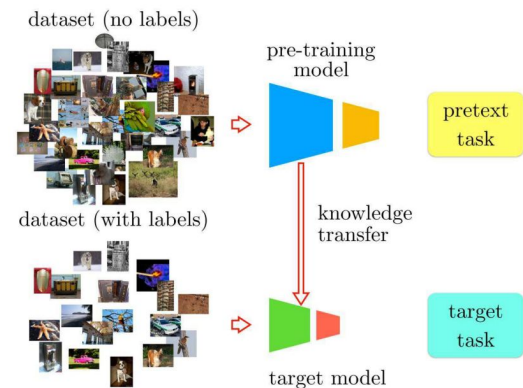 dataset (no labels)
pre-training
model
pretext
task
knowledge
transfer
dataset (with labels)
target
task
target model